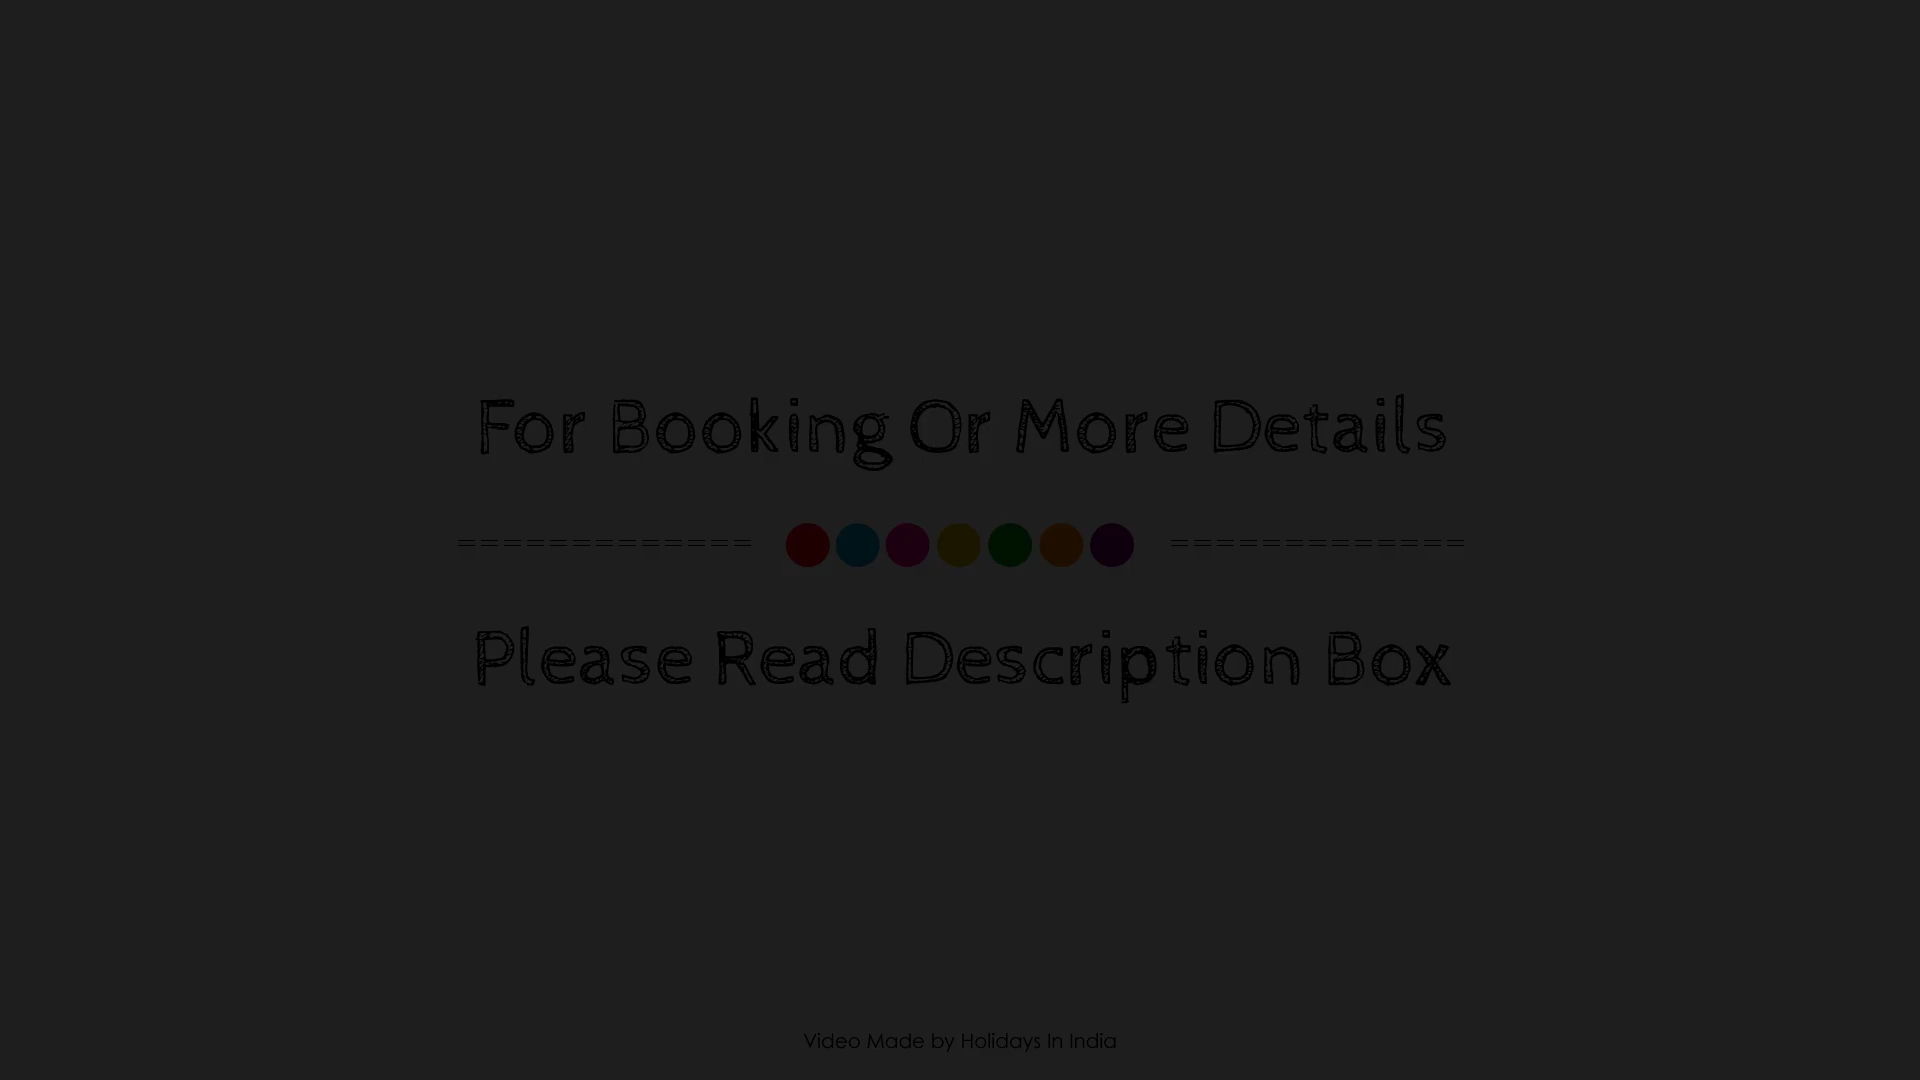 For Booking Or More Details
============= =============
Please Read Description Box
Video Made by Holidays In India